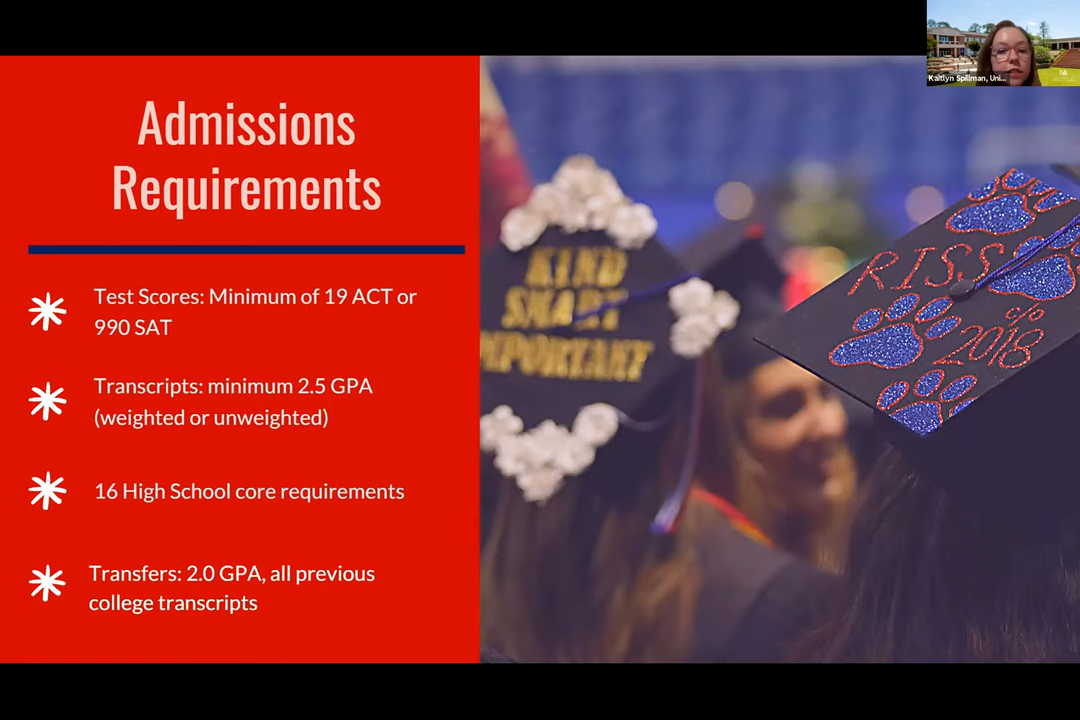 Kaitlyn Spillman, Uni...
Admissions
Requirements
Test Scores: Minimum of 19 ACT or
990 SAT
Transcripts: minimum 2.5 GPA
(weighted or unweighted)
16 High School core requirements
Transfers: 2.0 GPA, all previous
college transcripts
KIND
SMART
IMPORTANT
RISS
c/o
2018